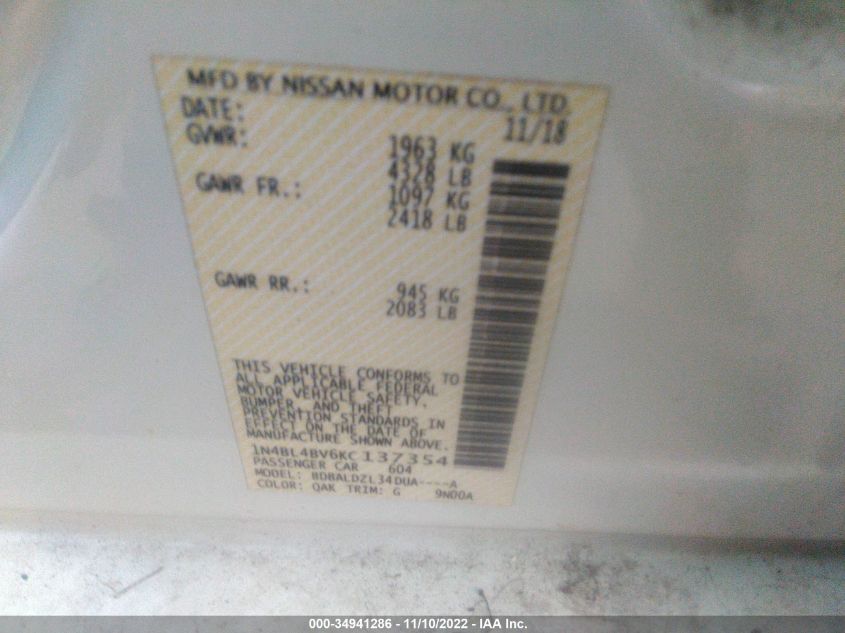 MFD BY NISSAN MOTOR CO., LTD.
DATE: 11/18
GVWR: 1963 KG
4328 LB
GAWR FR.: 1097 KG
2418 LB
GAWR RR.: 945 KG
2083 LB
THIS VEHICLE CONFORMS TO
ALL APPLICABLE FEDERAL
MOTOR VEHICLE SAFETY,
BUMPER, AND THEFT
PREVENTION STANDARDS IN
EFFECT ON THE DATE OF
MANUFACTURE SHOWN ABOVE.
1N4BL4BV6KC137354
PASSENGER CAR 604
MODEL: BDBALDZL34DUA----A
COLOR: QAK TRIM: G 9N00A
000-34941286 - 11/10/2022 - IAA Inc.